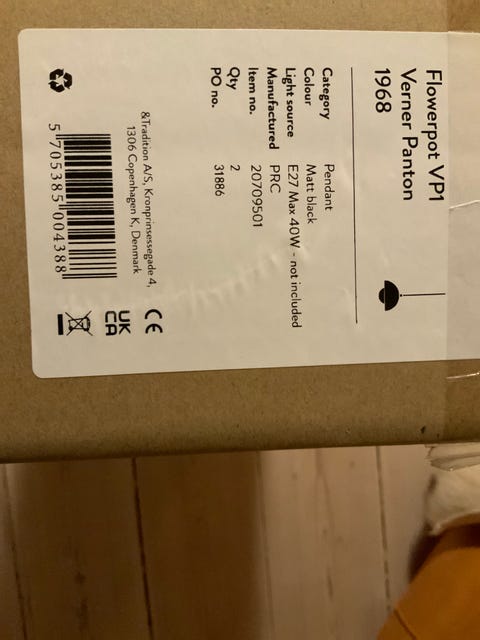 Flowerpot VP1
Verner Panton
1968
Category Pendant
Colour Matt black
Light source E27 Max 40W - not included
Manufactured PRC
Item no. 20709501
Qty 2
PO no. 31886
&Tradition A/S, Kronprinsessegade 4,
1306 Copenhagen K, Denmark
5 705385 004388
CE
UK
CA